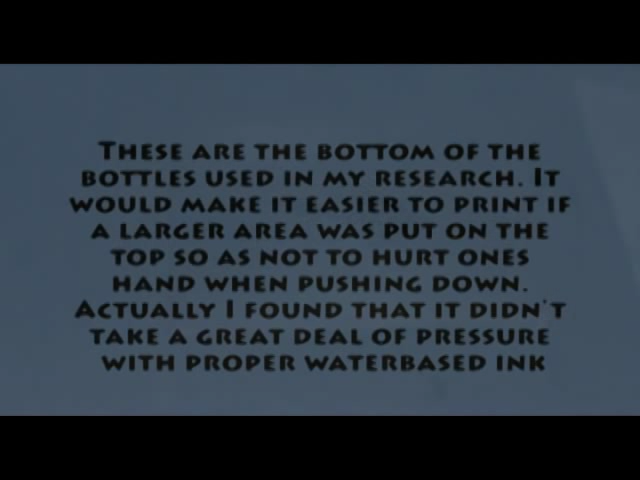 These are the bottom of the
bottles used in my research. It
would make it easier to print if
a larger area was put on the
top so as not to hurt ones
hand when pushing down.
Actually I found that it didn't
take a great deal of pressure
with proper waterbased ink